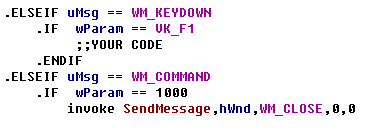 .ELSEIF uMsg == WM_KEYDOWN
.IF wParam == VK_F1
;;YOUR CODE
.ENDIF
.ELSEIF uMsg == WM_COMMAND
.IF wParam == 1000
invoke SendMessage,hWnd,WM_CLOSE,0,0